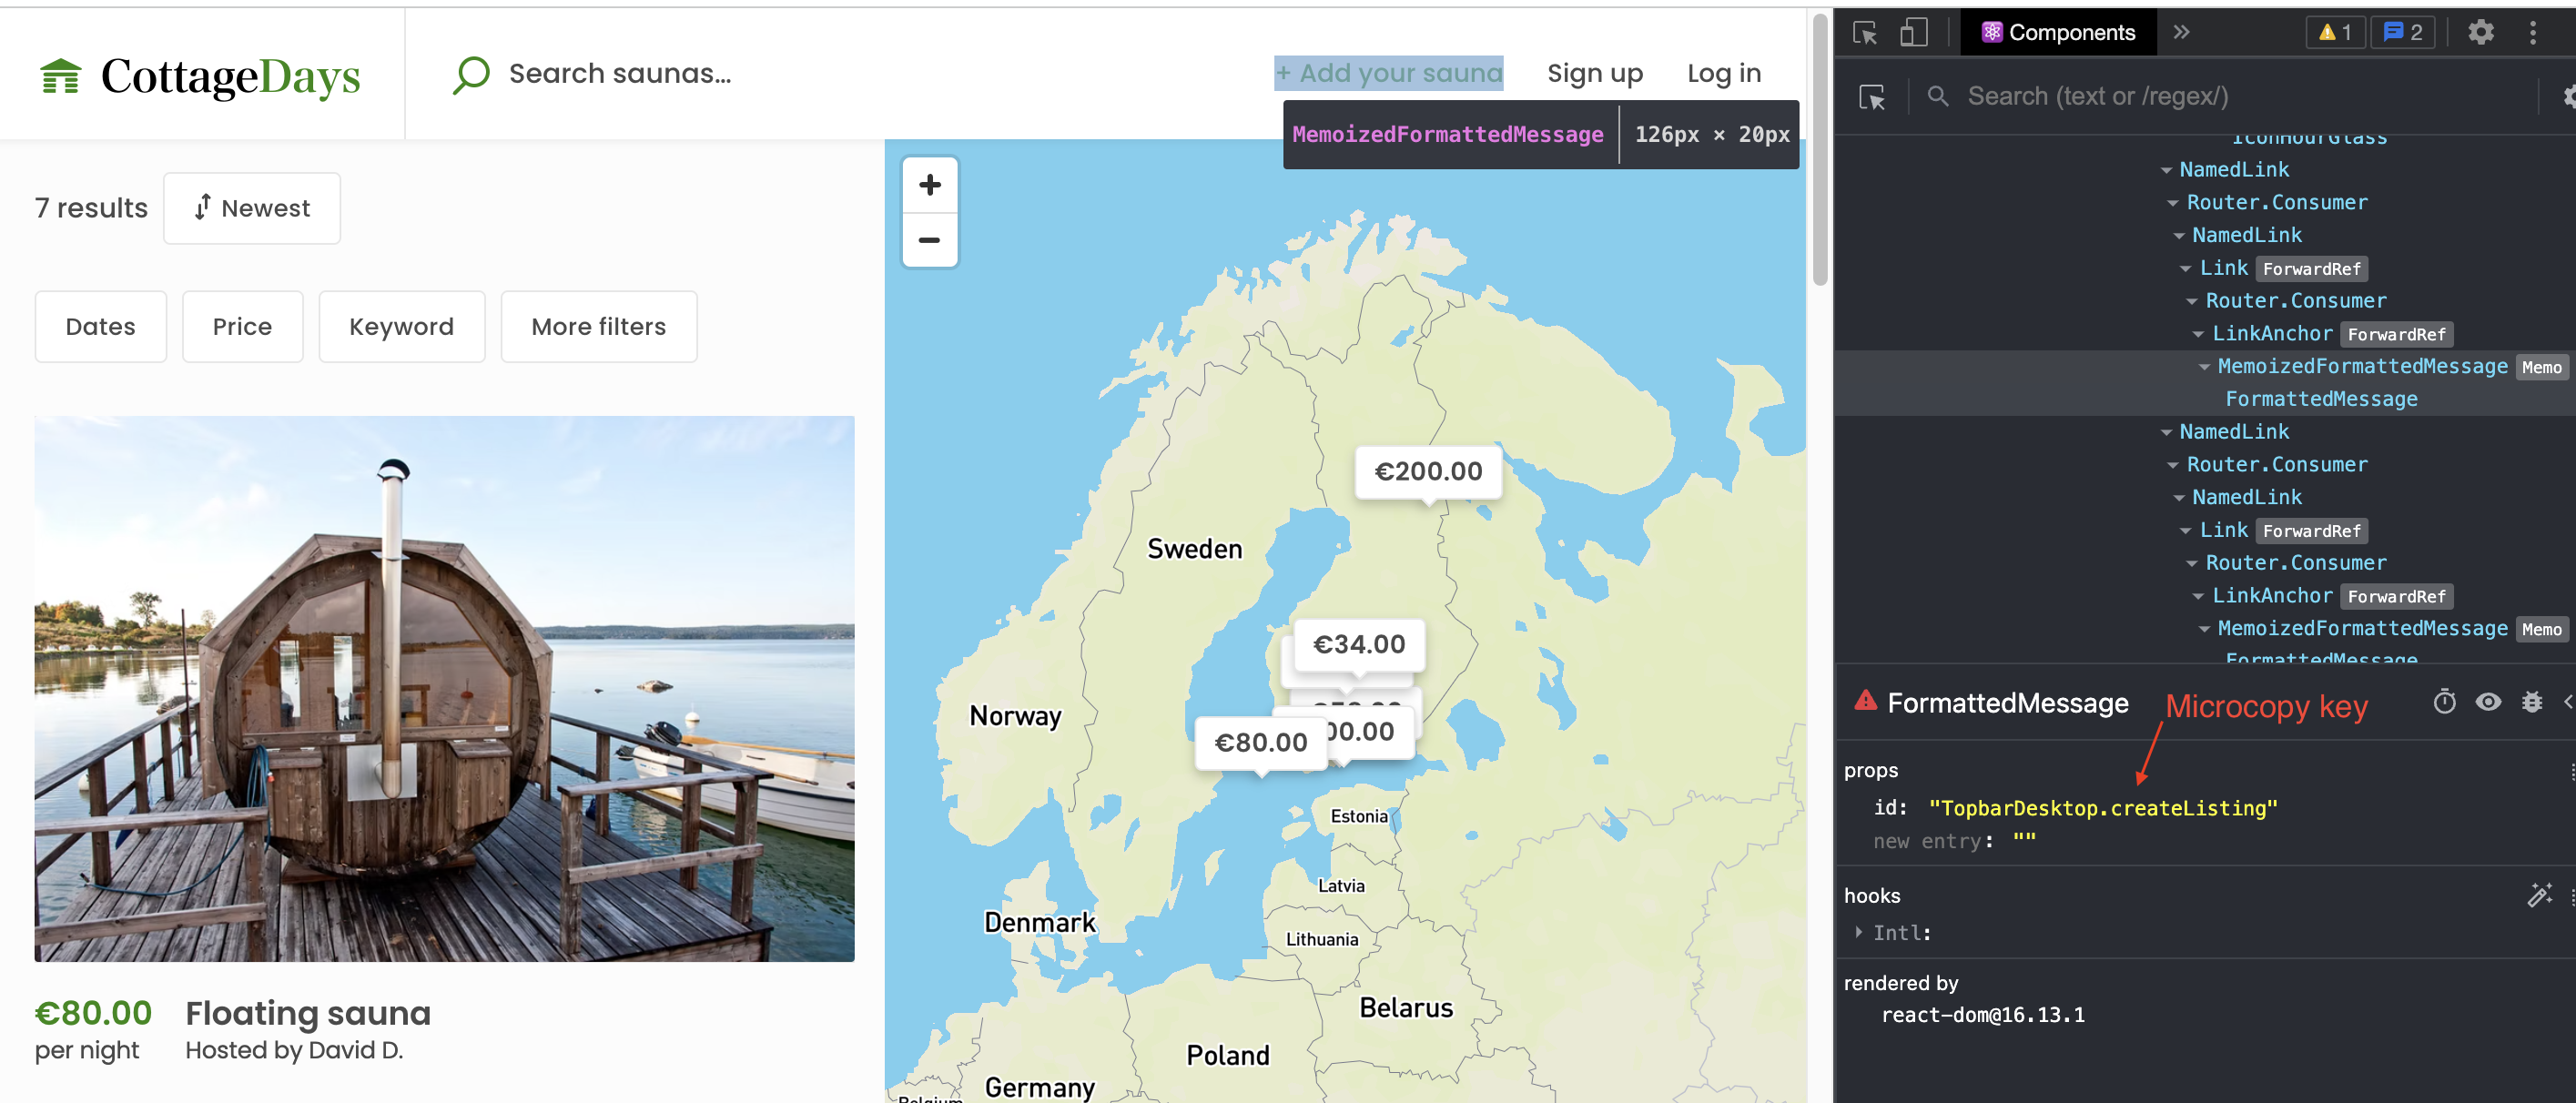 CottageDays
Search saunas...
+ Add your sauna
Sign up
Log in
MemoizedFormattedMessage
126px × 20px
7 results
Newest
Dates
Price
Keyword
More filters
€80.00
per night
Floating sauna
Hosted by David D.
+
−
€200.00
Sweden
€34.00
Norway
00.00
€80.00
Estonia
Latvia
Denmark
Lithuania
Belarus
Poland
Germany
Belgium
Components
1
2
Search (text or /regex/)
IconHourGlass
NamedLink
Router.Consumer
NamedLink
Link ForwardRef
Router.Consumer
LinkAnchor ForwardRef
MemoizedFormattedMessage Memo
FormattedMessage
NamedLink
Router.Consumer
NamedLink
Link ForwardRef
Router.Consumer
LinkAnchor ForwardRef
MemoizedFormattedMessage Memo
FormattedMessage
FormattedMessage
Microcopy key
props
id: "TopbarDesktop.createListing"
new entry: ""
hooks
Intl:
rendered by
react-dom@16.13.1